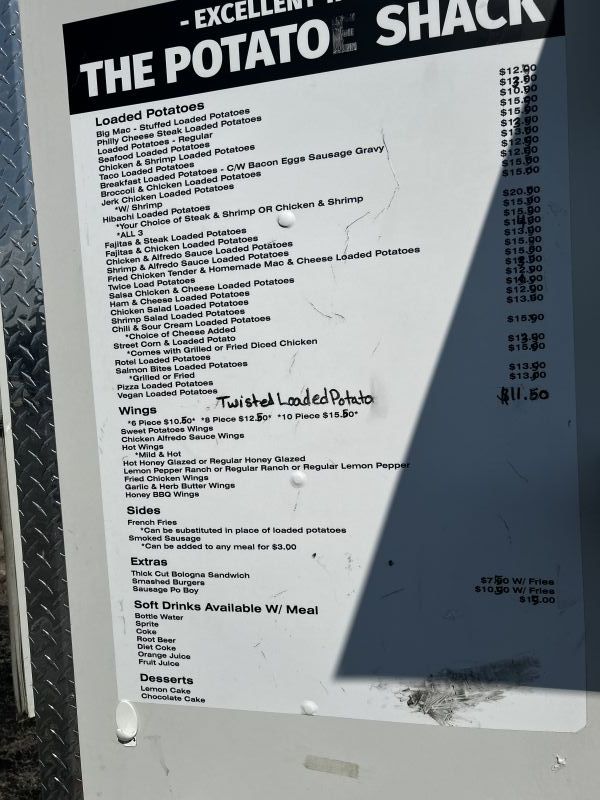 - EXCELLENT
THE POTATOE SHACK
Loaded Potatoes
Big Mac - Stuffed Loaded Potatoes
Philly Cheese Steak Loaded Potatoes
Loaded Potatoes - Regular
Seafood Loaded Potatoes
Chicken & Shrimp Loaded Potatoes
Taco Loaded Potatoes
Breakfast Loaded Potatoes - C/W Bacon Eggs Sausage Gravy
Broccoli & Chicken Loaded Potatoes
Jerk Chicken Loaded Potatoes
*W/ Shrimp
Hibachi Loaded Potatoes
*Your Choice of Steak & Shrimp OR Chicken & Shrimp
*ALL 3
Fajitas & Steak Loaded Potatoes
Fajitas & Chicken Loaded Potatoes
Chicken & Alfredo Sauce Loaded Potatoes
Shrimp & Alfredo Sauce Loaded Potatoes
Fried Chicken Tender & Homemade Mac & Cheese Loaded Potatoes
Twice Load Potatoes
Salsa Chicken & Cheese Loaded Potatoes
Ham & Cheese Loaded Potatoes
Chicken Salad Loaded Potatoes
Shrimp Salad Loaded Potatoes
Chili & Sour Cream Loaded Potatoes
*Choice of Cheese Added
Street Corn & Loaded Potato
*Comes with Grilled or Fried Diced Chicken
Rotel Loaded Potatoes
Salmon Bites Loaded Potatoes
*Grilled or Fried
Pizza Loaded Potatoes
Vegan Loaded Potatoes
Twisted Loaded Potato $11.50
Wings
*6 Piece $10.50* *8 Piece $12.50* *10 Piece $15.50*
Sweet Potatoes Wings
Chicken Alfredo Sauce Wings
Hot Wings
*Mild & Hot
Hot Honey Glazed or Regular Honey Glazed
Lemon Pepper Ranch or Regular Ranch or Regular Lemon Pepper
Fried Chicken Wings
Garlic & Herb Butter Wings
Honey BBQ Wings
Sides
French Fries
*Can be substituted in place of loaded potatoes
Smoked Sausage
*Can be added to any meal for $3.00
Extras
Thick Cut Bologna Sandwich W/ Fries
Smashed Burgers W/ Fries
Sausage Po Boy
Soft Drinks Available W/ Meal
Bottle Water
Sprite
Coke
Root Beer
Diet Coke
Orange Juice
Fruit Juice
Desserts
Lemon Cake
Chocolate Cake